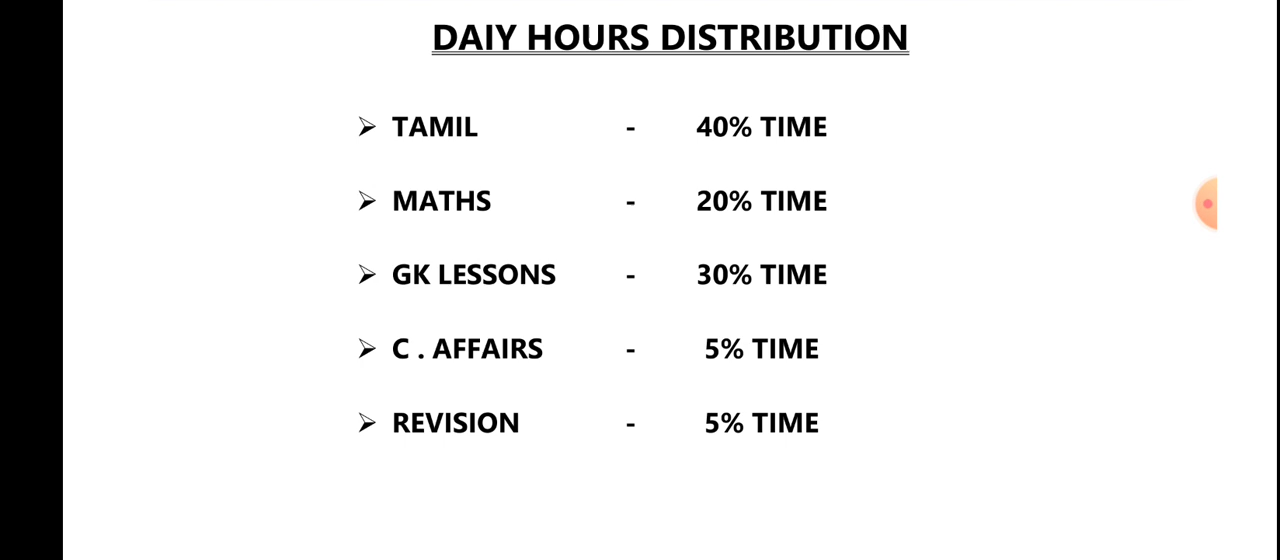 DAIY HOURS DISTRIBUTION
➢ TAMIL - 40% TIME
➢ MATHS - 20% TIME
➢ GK LESSONS - 30% TIME
➢ C . AFFAIRS - 5% TIME
➢ REVISION - 5% TIME